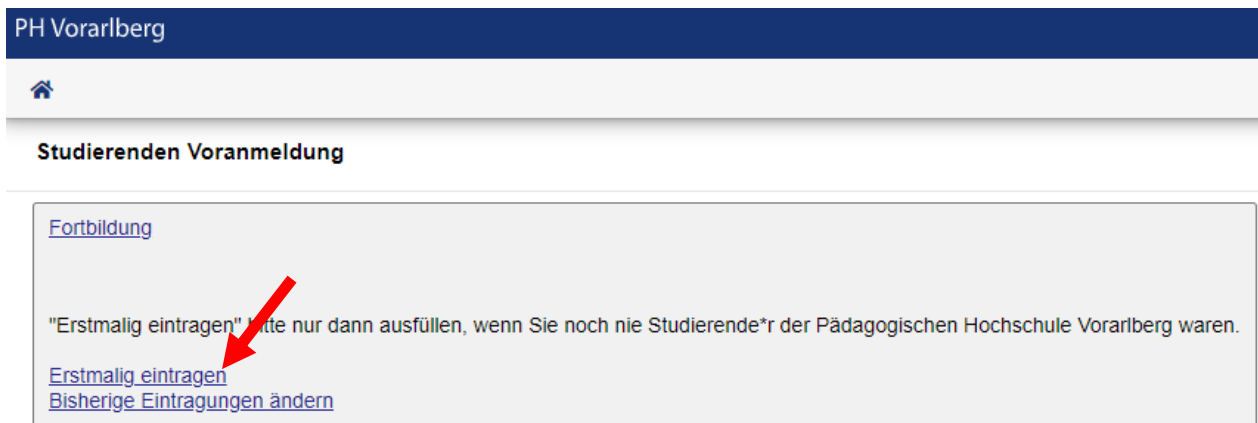 PH Vorarlberg
Studierenden Voranmeldung
Fortbildung
"Erstmalig eintragen" bitte nur dann ausfüllen, wenn Sie noch nie Studierende*r der Pädagogischen Hochschule Vorarlberg waren.
Erstmalig eintragen
Bisherige Eintragungen ändern